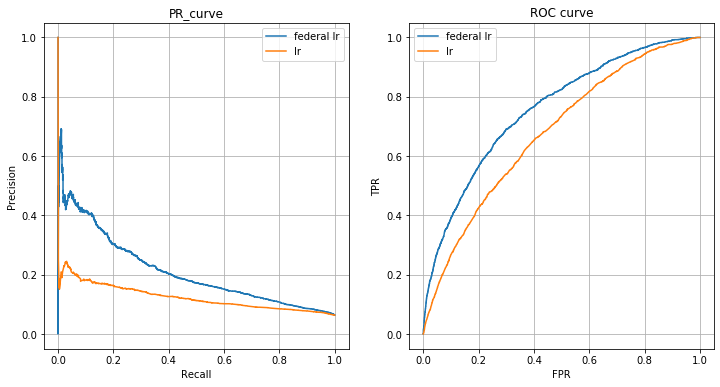 PR_curve
federal lr
lr
1.0
0.8
0.6
0.4
0.2
0.0
Precision
0.0 0.2 0.4 0.6 0.8 1.0
Recall
ROC curve
federal lr
lr
1.0
0.8
0.6
0.4
0.2
0.0
TPR
0.0 0.2 0.4 0.6 0.8 1.0
FPR